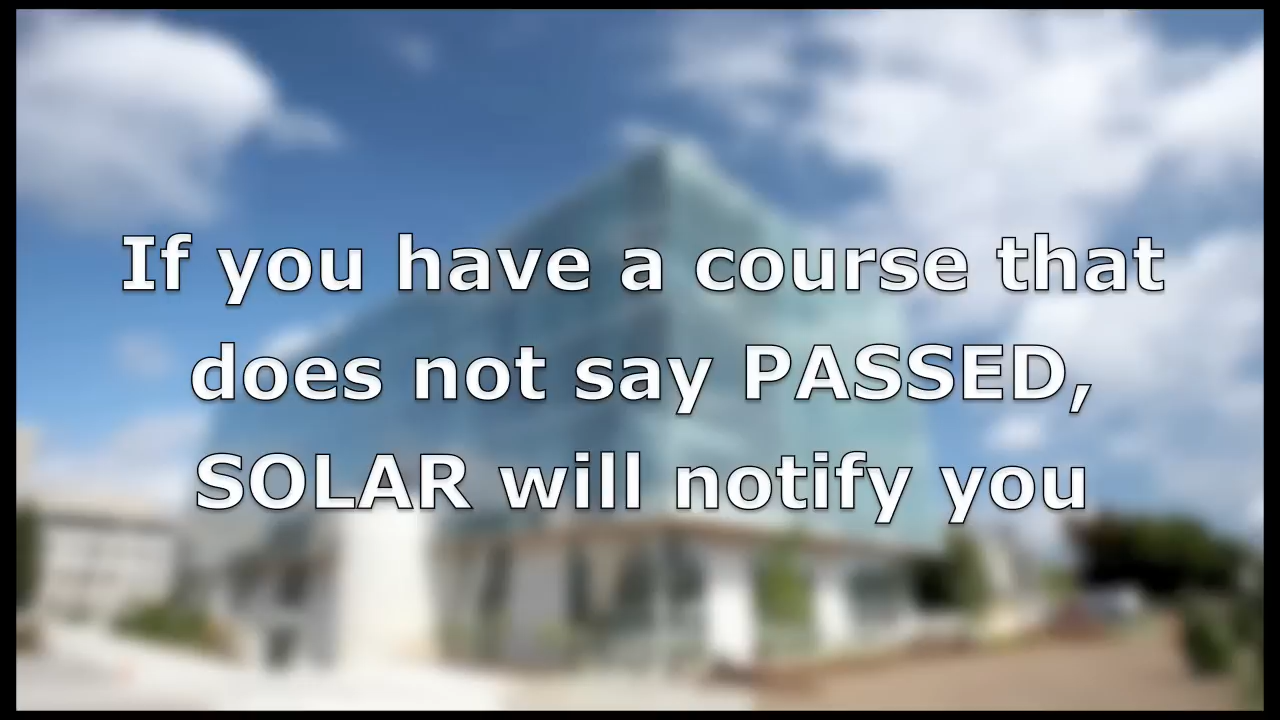 If you have a course that
does not say PASSED,
SOLAR will notify you